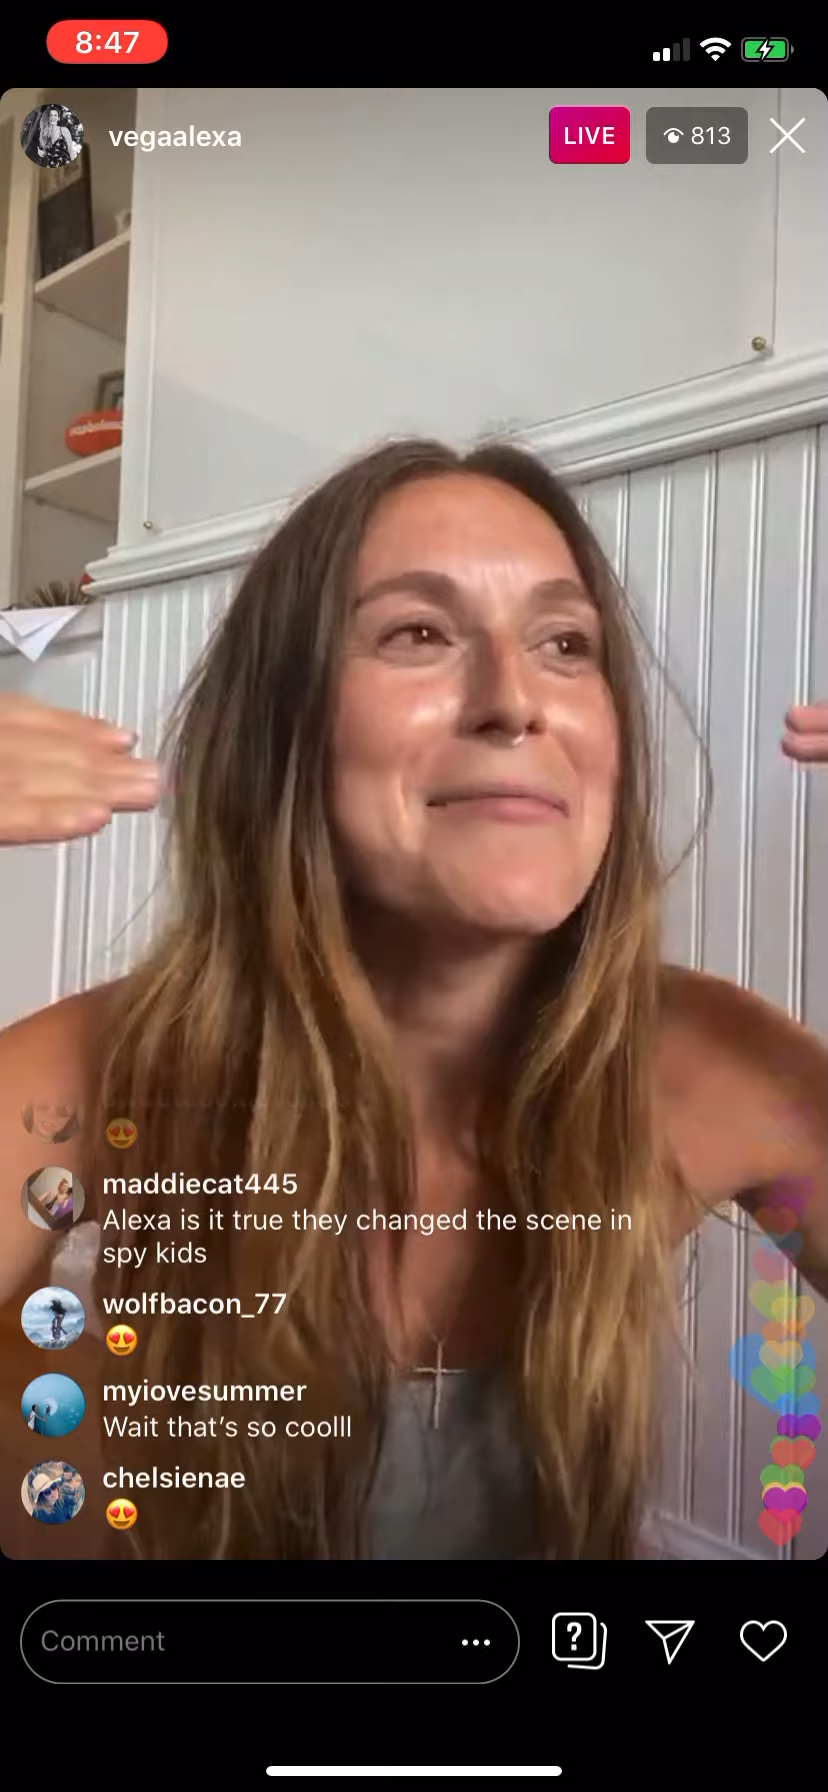 8:47
vegaalexa
LIVE
813
😍
maddiecat445
Alexa is it true they changed the scene in
spy kids
wolfbacon_77
😍
myiovesummer
Wait that's so coolll
chelsienae
😍
Comment